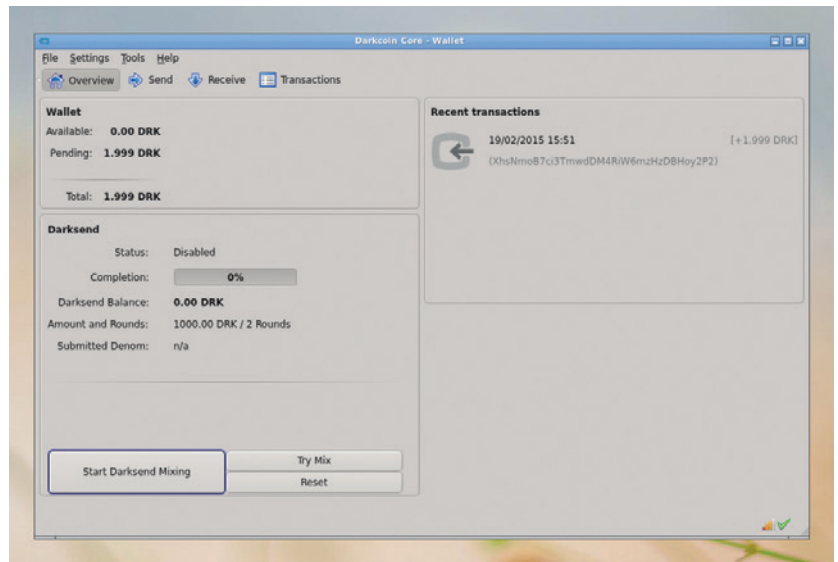 Darkcoin Core - Wallet
File Settings Tools Help
Overview Send Receive Transactions
Wallet
Available: 0.00 DRK
Pending: 1.999 DRK
Total: 1.999 DRK
Darksend
Status: Disabled
Completion: 0%
Darksend Balance: 0.00 DRK
Amount and Rounds: 1000.00 DRK / 2 Rounds
Submitted Denom: n/a
Start Darksend Mixing
Try Mix
Reset
Recent transactions
19/02/2015 15:51 [+1.999 DRK]
(XhsNmoB7ci3TmwdDM4RiW6mzHzDBHoy2P2)